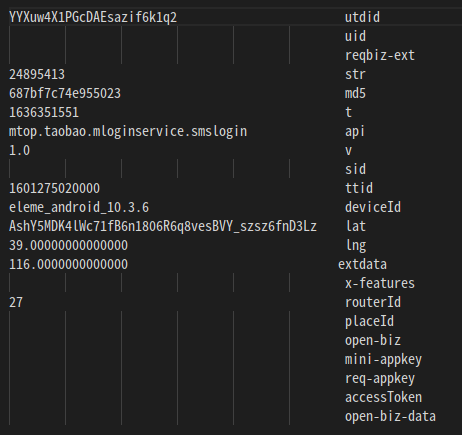 YYXuw4X1PGcDAEsazif6k1q2 utdid
uid
reqbiz-ext
24895413 str
687bf7c74e955023 md5
1636351551 t
mtop.taobao.mloginservice.smslogin api
1.0 v
sid
1601275020000 ttid
eleme_android_10.3.6 deviceId
AshY5MDK4lWc71fB6n1806R6q8vesBVY_szsz6fnD3Lz lat
39.00000000000000 lng
116.0000000000000 extdata
x-features
27 routerId
placeId
open-biz
mini-appkey
req-appkey
accessToken
open-biz-data